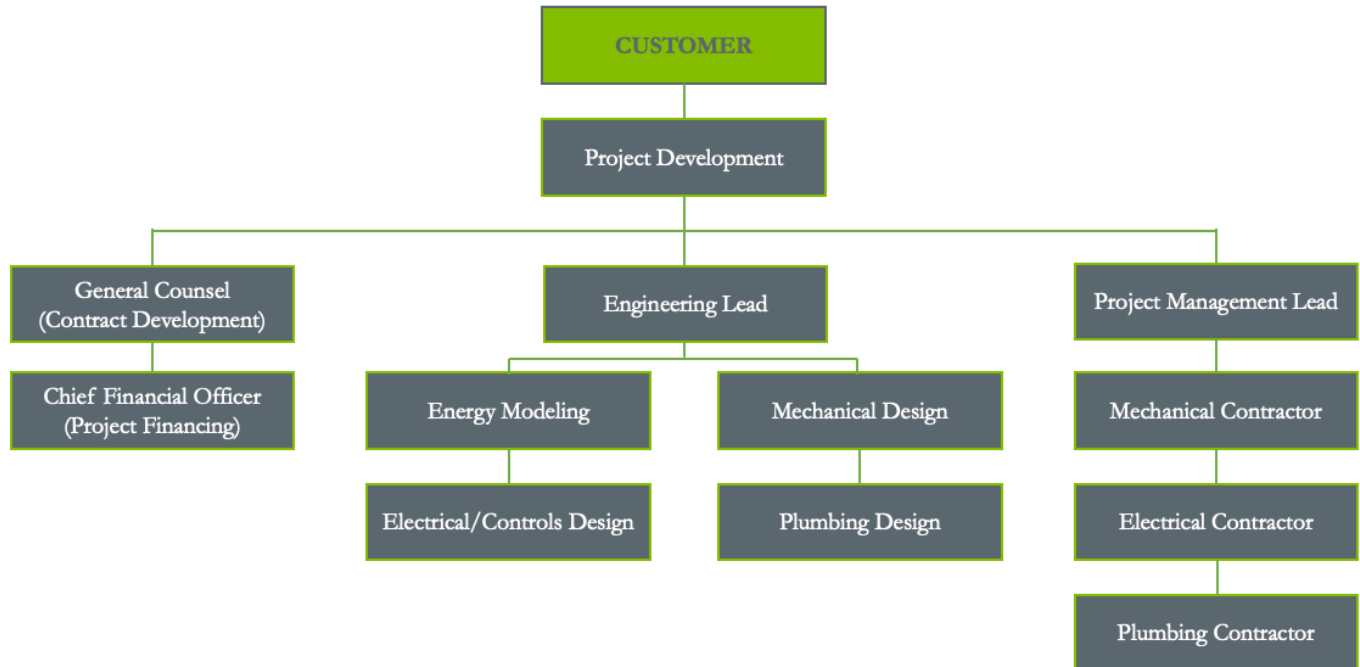 CUSTOMER
Project Development
General Counsel
(Contract Development)
Engineering Lead
Project Management Lead
Chief Financial Officer
(Project Financing)
Energy Modeling
Mechanical Design
Mechanical Contractor
Electrical/Controls Design
Plumbing Design
Electrical Contractor
Plumbing Contractor